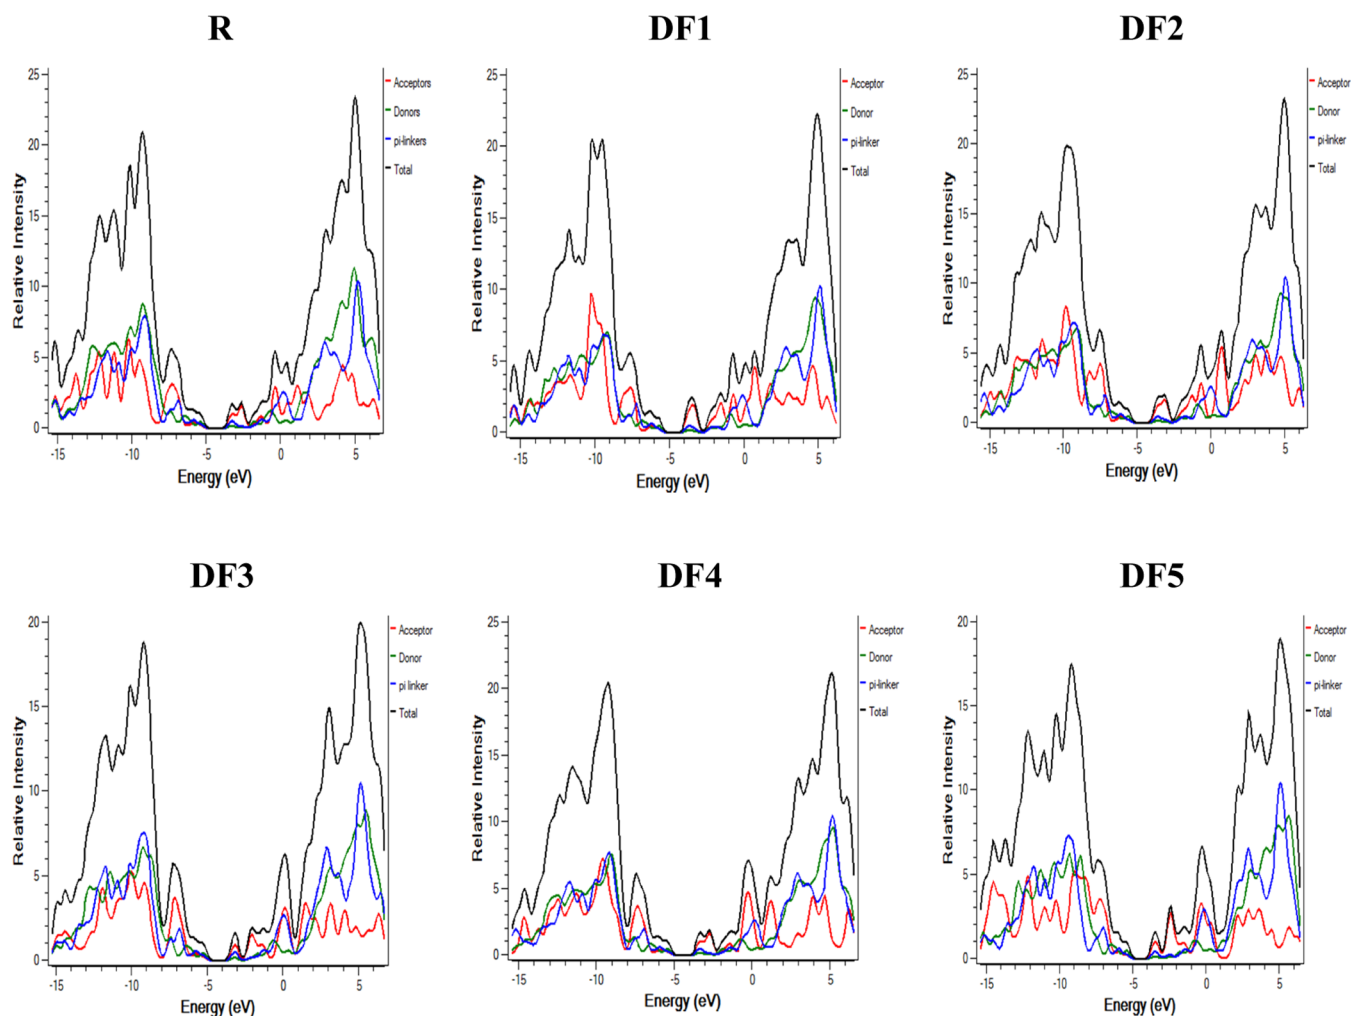 R
25
20
15
10
5
0
Relative Intensity
-15
-10
-5
0
5
Energy (eV)
Acceptors
Donors
pi-linkers
Total
DF1
25
20
15
10
5
0
Relative Intensity
-15
-10
-5
0
5
Energy (eV)
Acceptor
Donor
pi-linker
Total
DF2
25
20
15
10
5
0
Relative Intensity
-15
-10
-5
0
5
Energy (eV)
Acceptor
Donor
pi-linker
Total
DF3
20
15
10
5
0
Relative Intensity
-15
-10
-5
0
5
Energy (eV)
Acceptor
Donor
pi linker
Total
DF4
25
20
15
10
5
0
Relative Intensity
-15
-10
-5
0
5
Energy (eV)
Acceptor
Donor
pi-linker
Total
DF5
20
15
10
5
0
Relative Intensity
-15
-10
-5
0
5
Energy (eV)
Acceptor
Donor
pi-linker
Total